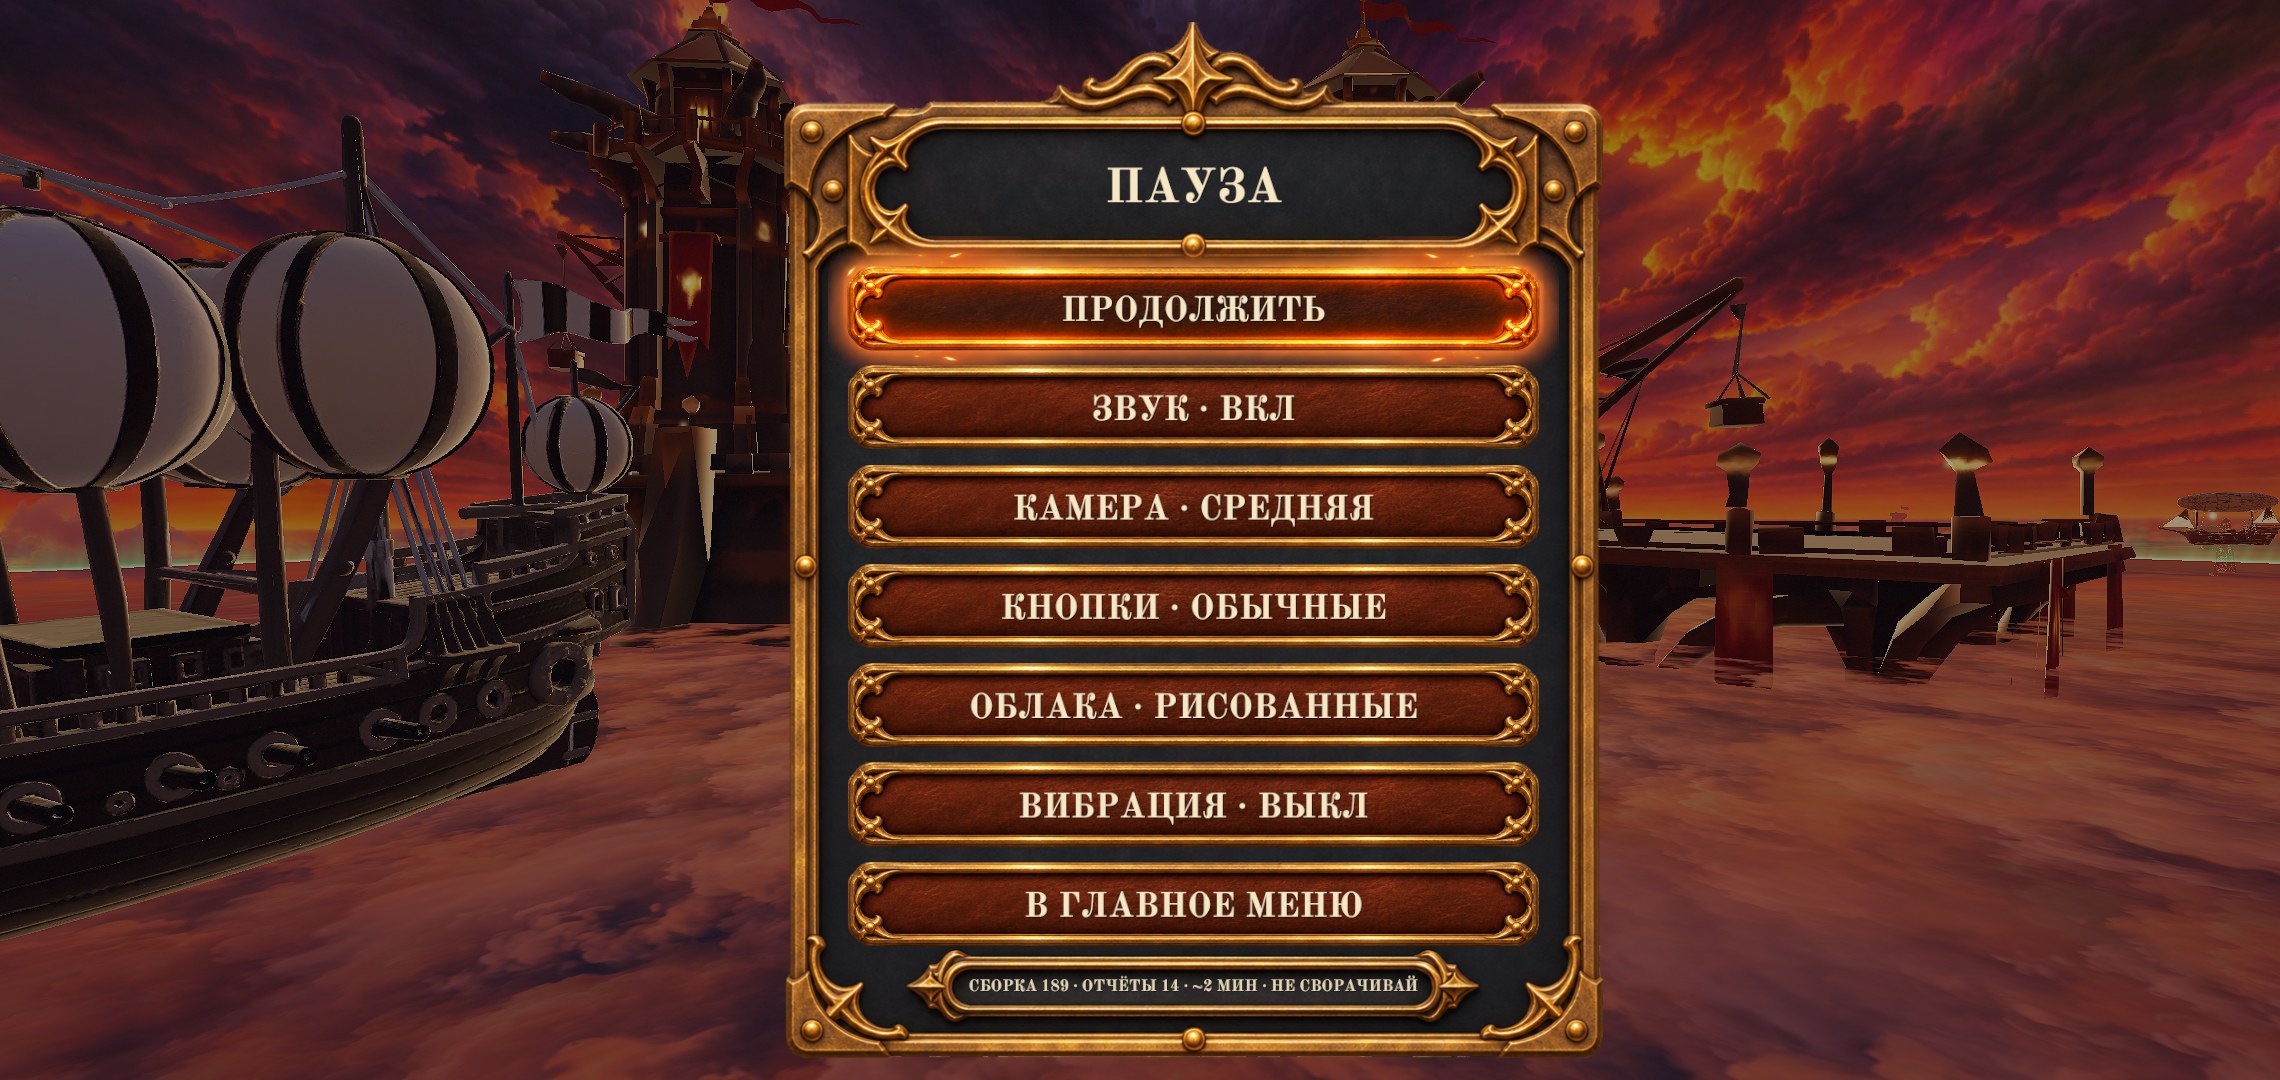 ПАУЗА
ПРОДОЛЖИТЬ
ЗВУК · ВКЛ
КАМЕРА · СРЕДНЯЯ
КНОПКИ · ОБЫЧНЫЕ
ОБЛАКА · РИСОВАННЫЕ
ВИБРАЦИЯ · ВЫКЛ
В ГЛАВНОЕ МЕНЮ
СБОРКА 189 · ОТЧЁТЫ 14 · ~2 МИН · НЕ СВОРАЧИВАЙ